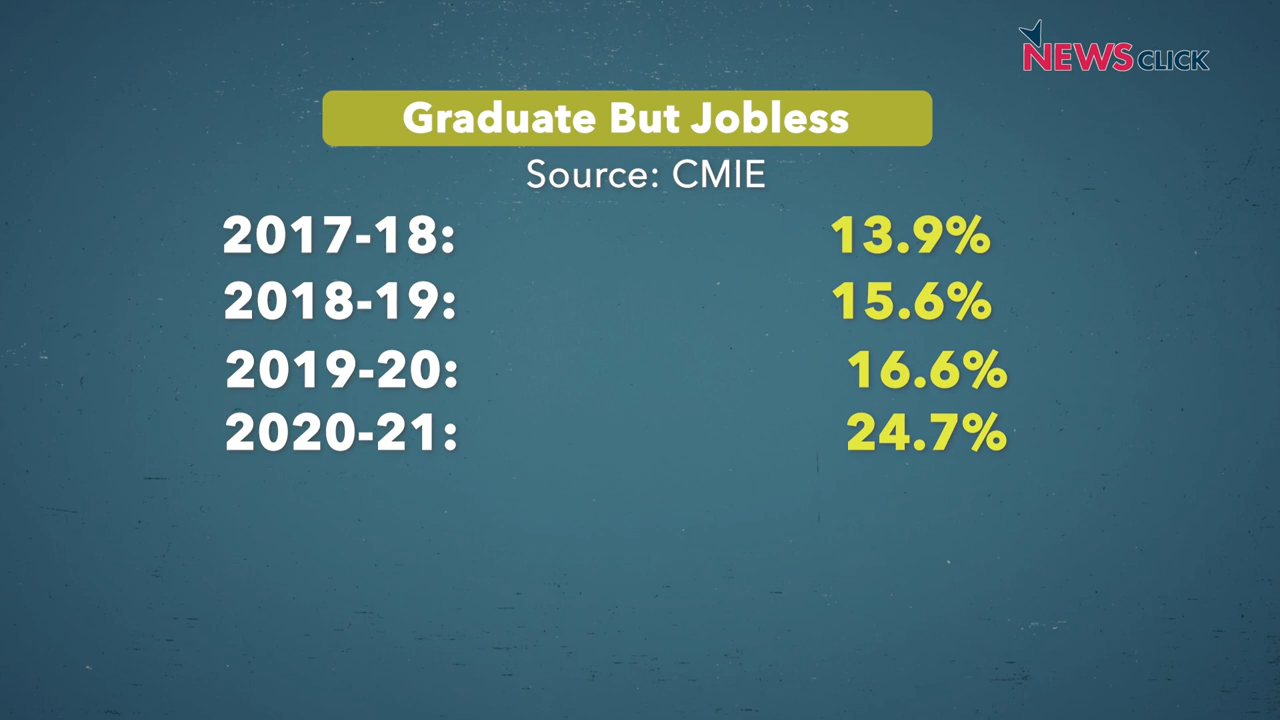 NEWSCLICK
Graduate But Jobless
Source: CMIE
2017-18: 13.9%
2018-19: 15.6%
2019-20: 16.6%
2020-21: 24.7%